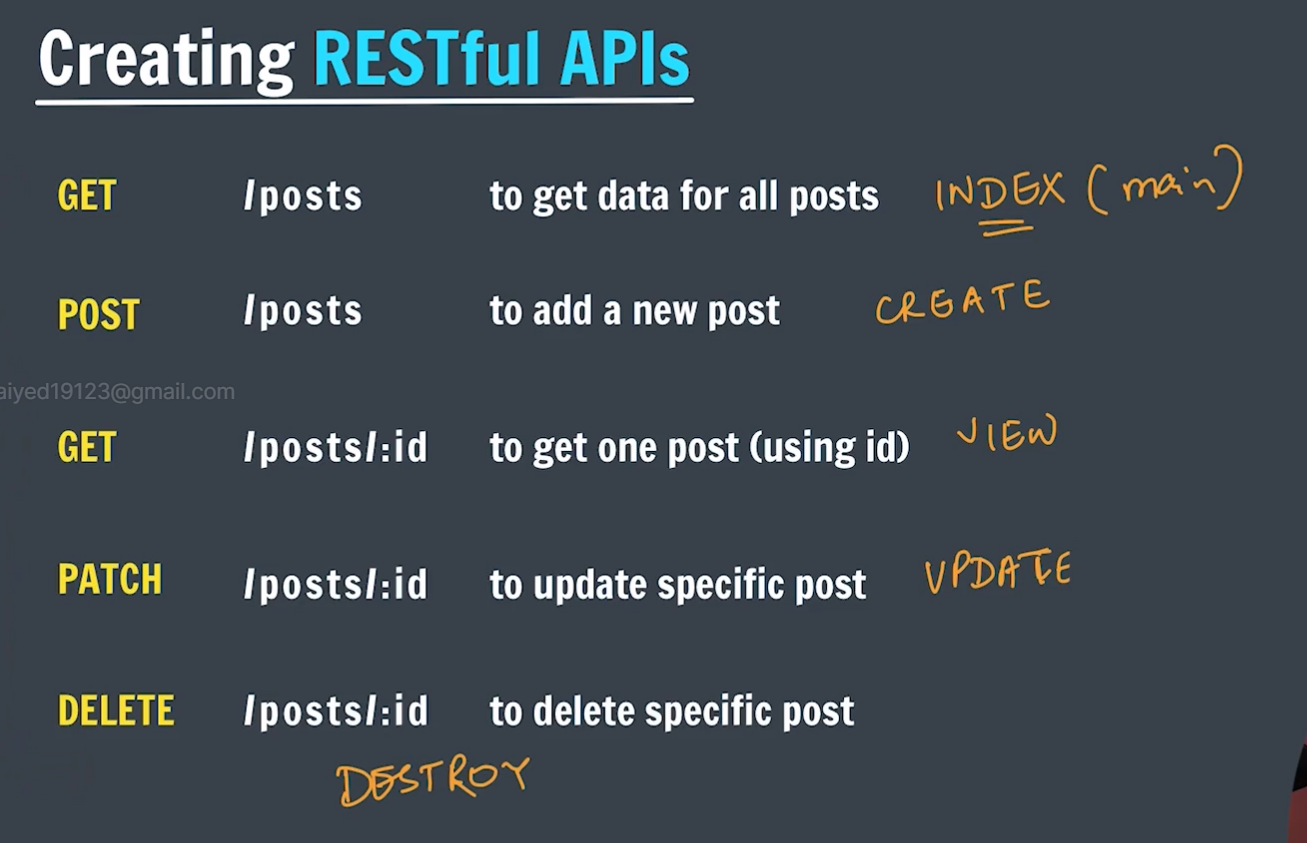 Creating RESTful APIs
GET /posts to get data for all posts INDEX (main)
POST /posts to add a new post CREATE
aiyed19123@gmail.com
GET /posts/:id to get one post (using id) VIEW
PATCH /posts/:id to update specific post UPDATE
DELETE /posts/:id to delete specific post
DESTROY